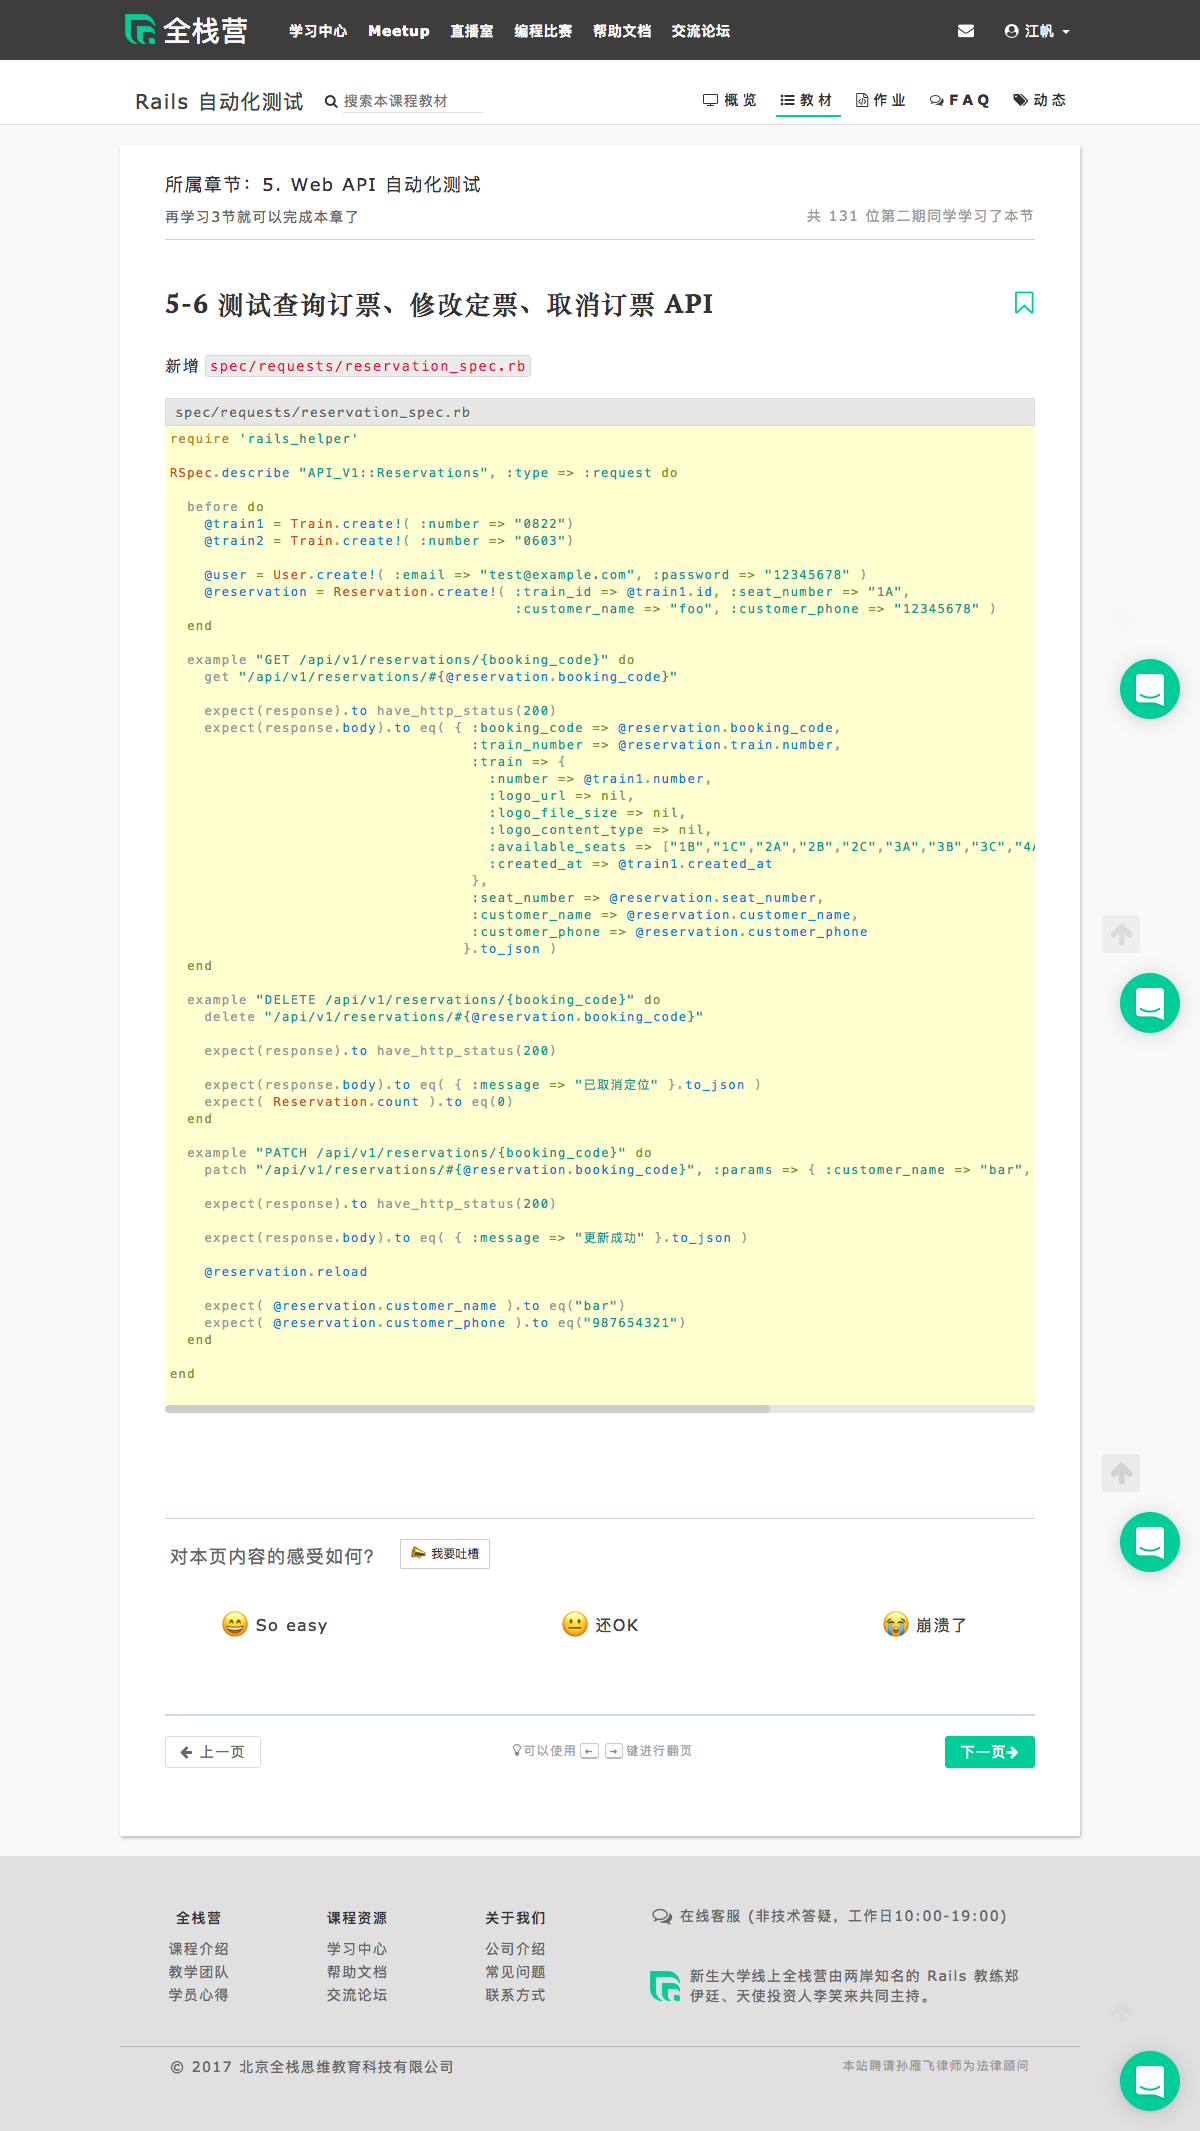 全栈营
学习中心 Meetup 直播室 编程比赛 帮助文档 交流论坛 江帆
Rails 自动化测试 搜索本课程教材 概览 教材 作业 FAQ 动态
所属章节：5. Web API 自动化测试
再学习3节就可以完成本章了 共 131 位第二期同学学习了本节
5-6 测试查询订票、修改定票、取消订票 API
新增 spec/requests/reservation_spec.rb
spec/requests/reservation_spec.rb
require 'rails_helper'
RSpec.describe "API_V1::Reservations", :type => :request do
before do
@train1 = Train.create!( :number => "0822")
@train2 = Train.create!( :number => "0603")
@user = User.create!( :email => "test@example.com", :password => "12345678" )
@reservation = Reservation.create!( :train_id => @train1.id, :seat_number => "1A",
:customer_name => "foo", :customer_phone => "12345678" )
end
example "GET /api/v1/reservations/{booking_code}" do
get "/api/v1/reservations/#{@reservation.booking_code}"
expect(response).to have_http_status(200)
expect(response.body).to eq( { :booking_code => @reservation.booking_code,
:train_number => @reservation.train.number,
:train => {
:number => @train1.number,
:logo_url => nil,
:logo_file_size => nil,
:logo_content_type => nil,
:available_seats => ["1B","1C","2A","2B","2C","3A","3B","3C","4A
:created_at => @train1.created_at
},
:seat_number => @reservation.seat_number,
:customer_name => @reservation.customer_name,
:customer_phone => @reservation.customer_phone
}.to_json )
end
example "DELETE /api/v1/reservations/{booking_code}" do
delete "/api/v1/reservations/#{@reservation.booking_code}"
expect(response).to have_http_status(200)
expect(response.body).to eq( { :message => "已取消定位" }.to_json )
expect( Reservation.count ).to eq(0)
end
example "PATCH /api/v1/reservations/{booking_code}" do
patch "/api/v1/reservations/#{@reservation.booking_code}", :params => { :customer_name => "bar",
expect(response).to have_http_status(200)
expect(response.body).to eq( { :message => "更新成功" }.to_json )
@reservation.reload
expect( @reservation.customer_name ).to eq("bar")
expect( @reservation.customer_phone ).to eq("987654321")
end
end
对本页内容的感受如何? 我要吐槽
So easy 还OK 崩溃了
← 上一页 可以使用 ← → 键进行翻页 下一页→
全栈营 课程资源 关于我们 在线客服 (非技术答疑，工作日10:00-19:00)
课程介绍 学习中心 公司介绍
教学团队 帮助文档 常见问题 新生大学线上全栈营由两岸知名的 Rails 教练郑
学员心得 交流论坛 联系方式 伊廷、天使投资人李笑来共同主持。
© 2017 北京全栈思维教育科技有限公司 本站聘请孙雁飞律师为法律顾问